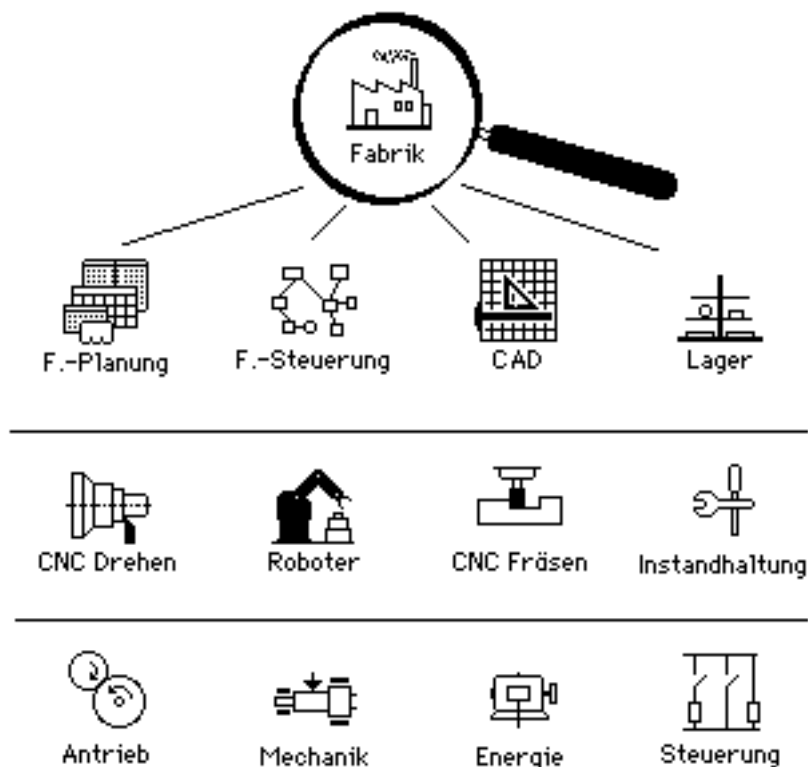 Fabrik
F.-Planung
F.-Steuerung
CAD
Lager
CNC Drehen
Roboter
CNC Fräsen
Instandhaltung
Antrieb
Mechanik
Energie
Steuerung